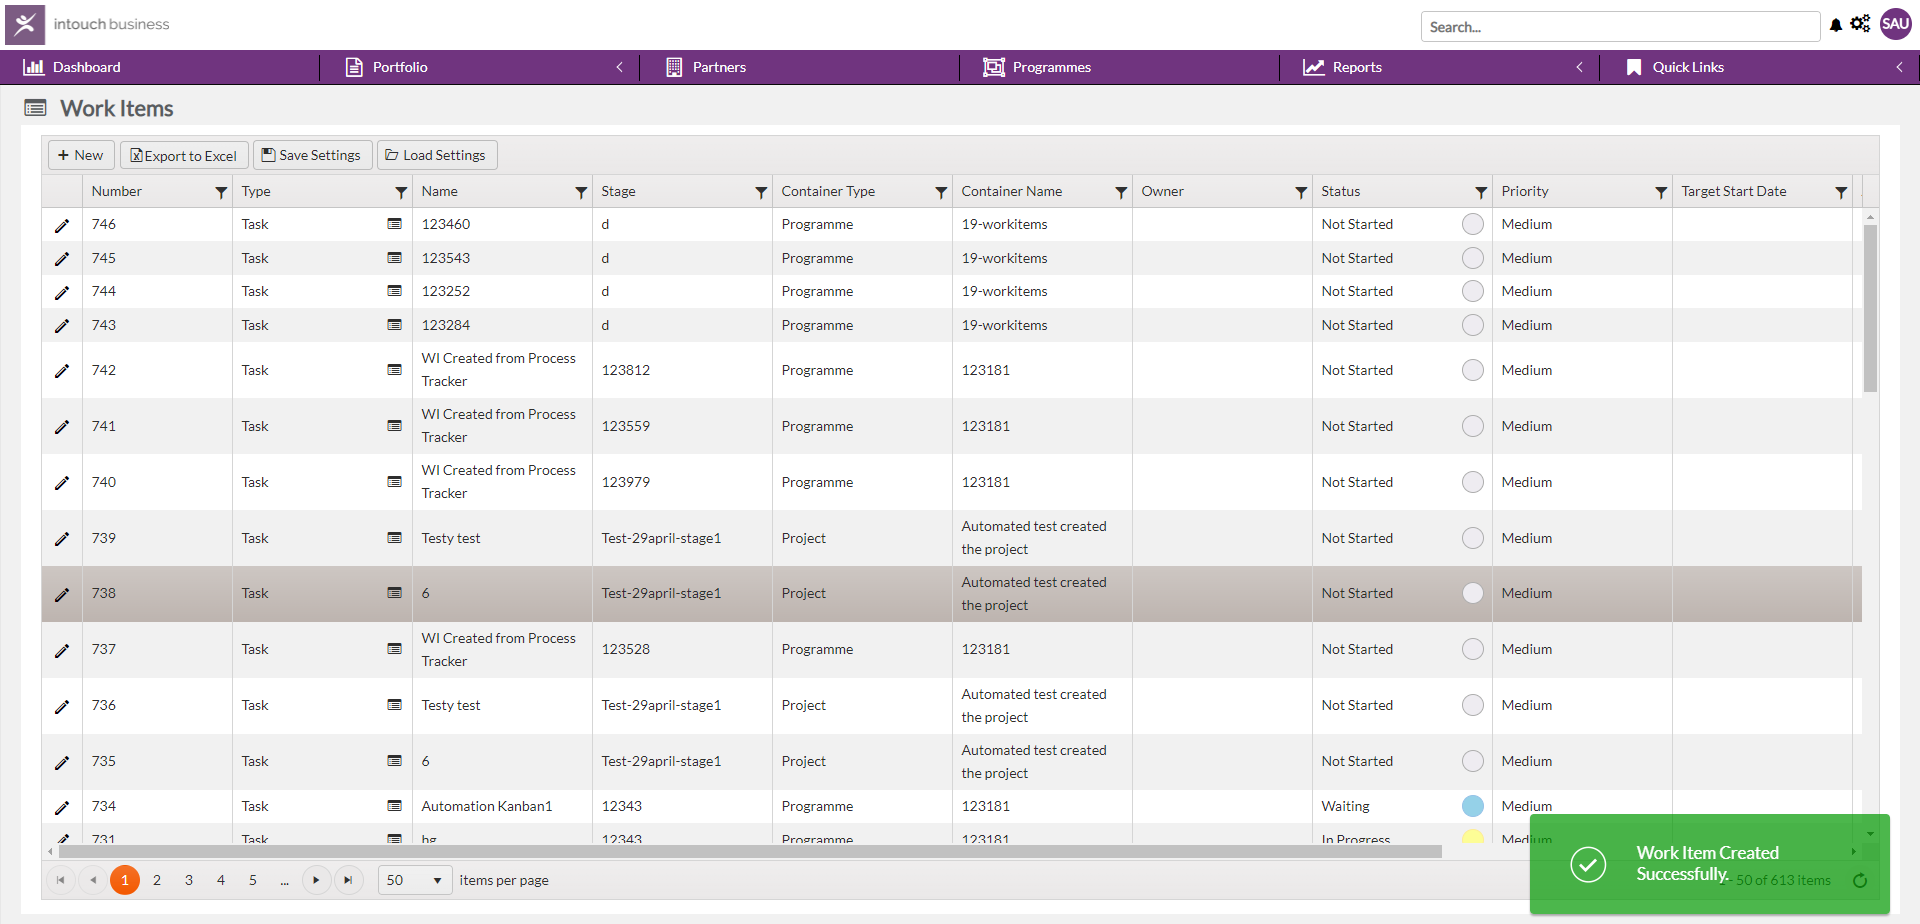 intouch business
Search...
SAU
Dashboard
Portfolio
Partners
Programmes
Reports
Quick Links
Work Items
New
Export to Excel
Save Settings
Load Settings
Number Type Name Stage Container Type Container Name Owner Status Priority Target Start Date
746 Task 123460 d Programme 19-workitems Not Started Medium
745 Task 123543 d Programme 19-workitems Not Started Medium
744 Task 123252 d Programme 19-workitems Not Started Medium
743 Task 123284 d Programme 19-workitems Not Started Medium
742 Task WI Created from Process
Tracker 123812 Programme 123181 Not Started Medium
741 Task WI Created from Process
Tracker 123559 Programme 123181 Not Started Medium
740 Task WI Created from Process
Tracker 123979 Programme 123181 Not Started Medium
739 Task Testy test Test-29april-stage1 Project Automated test created
the project Not Started Medium
738 Task 6 Test-29april-stage1 Project Automated test created
the project Not Started Medium
737 Task WI Created from Process
Tracker 123528 Programme 123181 Not Started Medium
736 Task Testy test Test-29april-stage1 Project Automated test created
the project Not Started Medium
735 Task 6 Test-29april-stage1 Project Automated test created
the project Not Started Medium
734 Task Automation Kanban1 12343 Programme 123181 Waiting Medium
731 Task hg 12343 Programme 123181 In Progress Medium
1 2 3 4 5 ... 50 items per page
- 50 of 613 items
Work Item Created
Successfully.